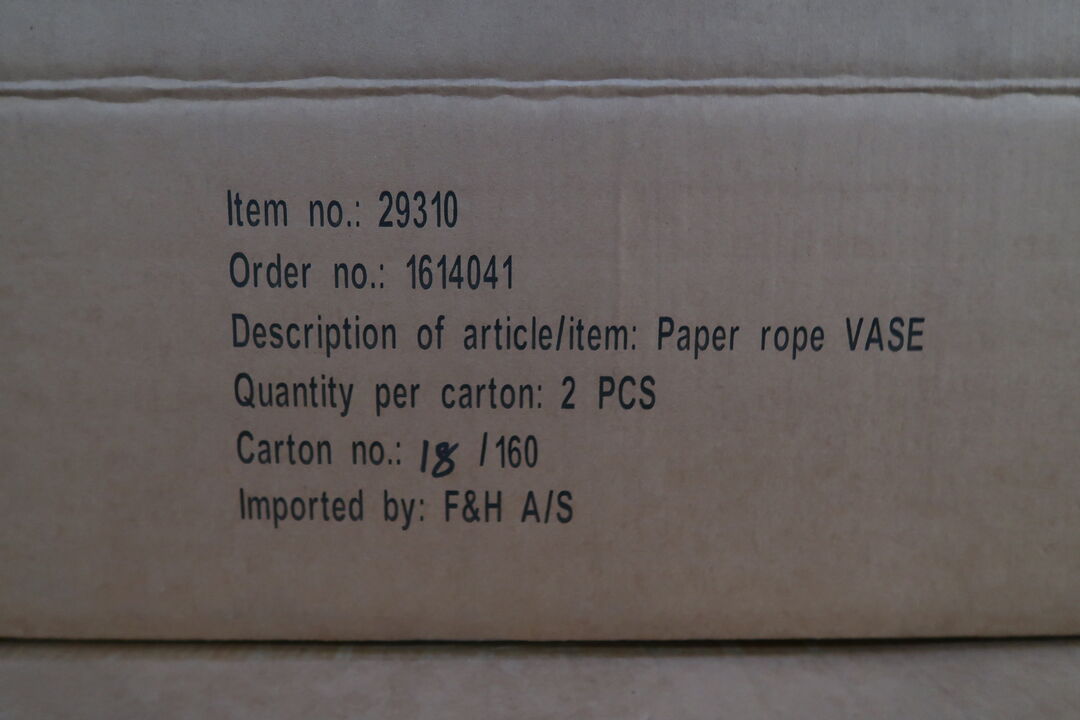 Item no.: 29310
Order no.: 1614041
Description of article/item: Paper rope VASE
Quantity per carton: 2 PCS
Carton no.: 18 /160
Imported by: F&H A/S